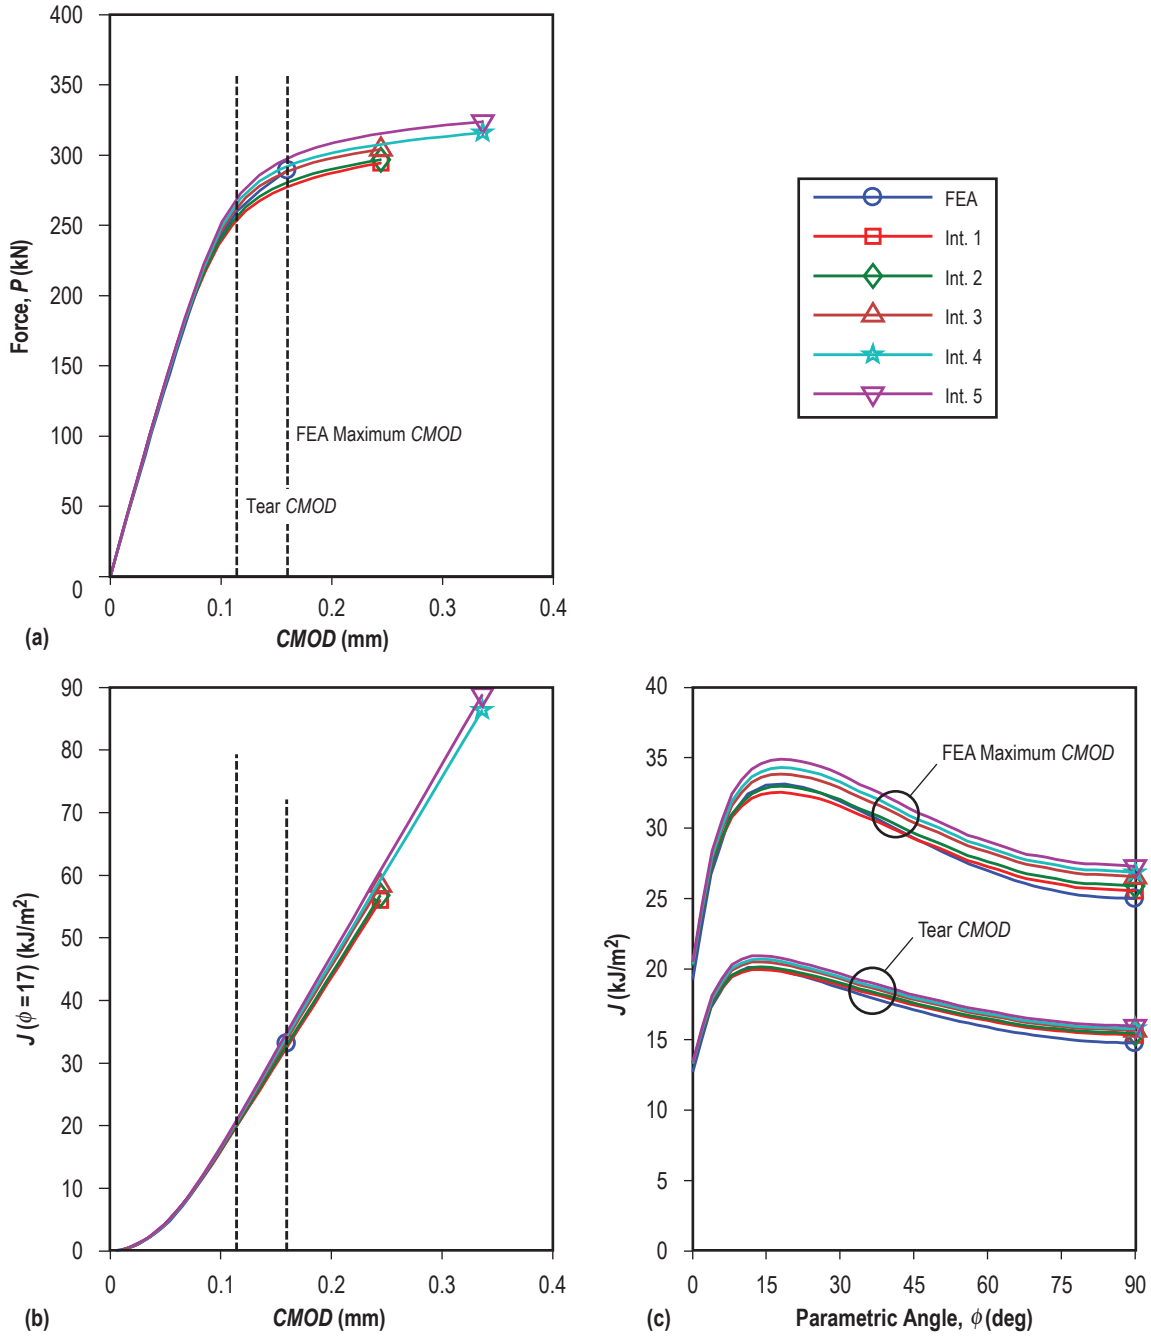 400
350
300
250
200
150
100
50
0
Force, P (kN)
FEA Maximum CMOD
Tear CMOD
0 0.1 0.2 0.3 0.4
CMOD (mm)
(a)
FEA
Int. 1
Int. 2
Int. 3
Int. 4
Int. 5
90
80
70
60
50
40
30
20
10
0
J (ϕ = 17) (kJ/m²)
0 0.1 0.2 0.3 0.4
CMOD (mm)
(b)
40
35
30
25
20
15
10
5
0
J (kJ/m²)
FEA Maximum CMOD
Tear CMOD
0 15 30 45 60 75 90
Parametric Angle, ϕ (deg)
(c)